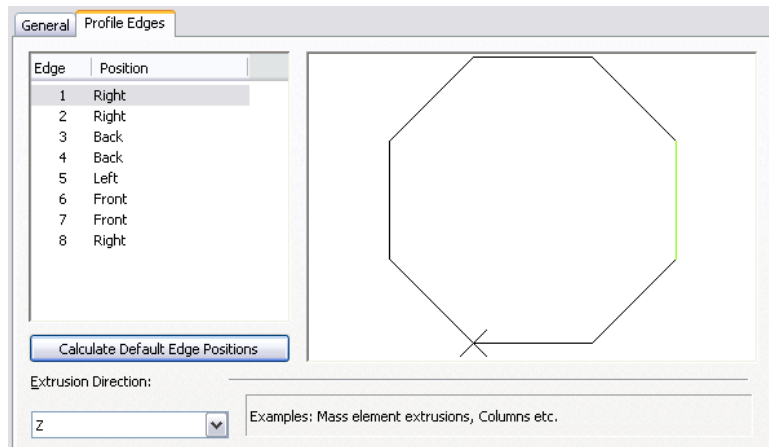 General Profile Edges
Edge Position
1 Right
2 Right
3 Back
4 Back
5 Left
6 Front
7 Front
8 Right
Calculate Default Edge Positions
Extrusion Direction:
Z
Examples: Mass element extrusions, Columns etc.